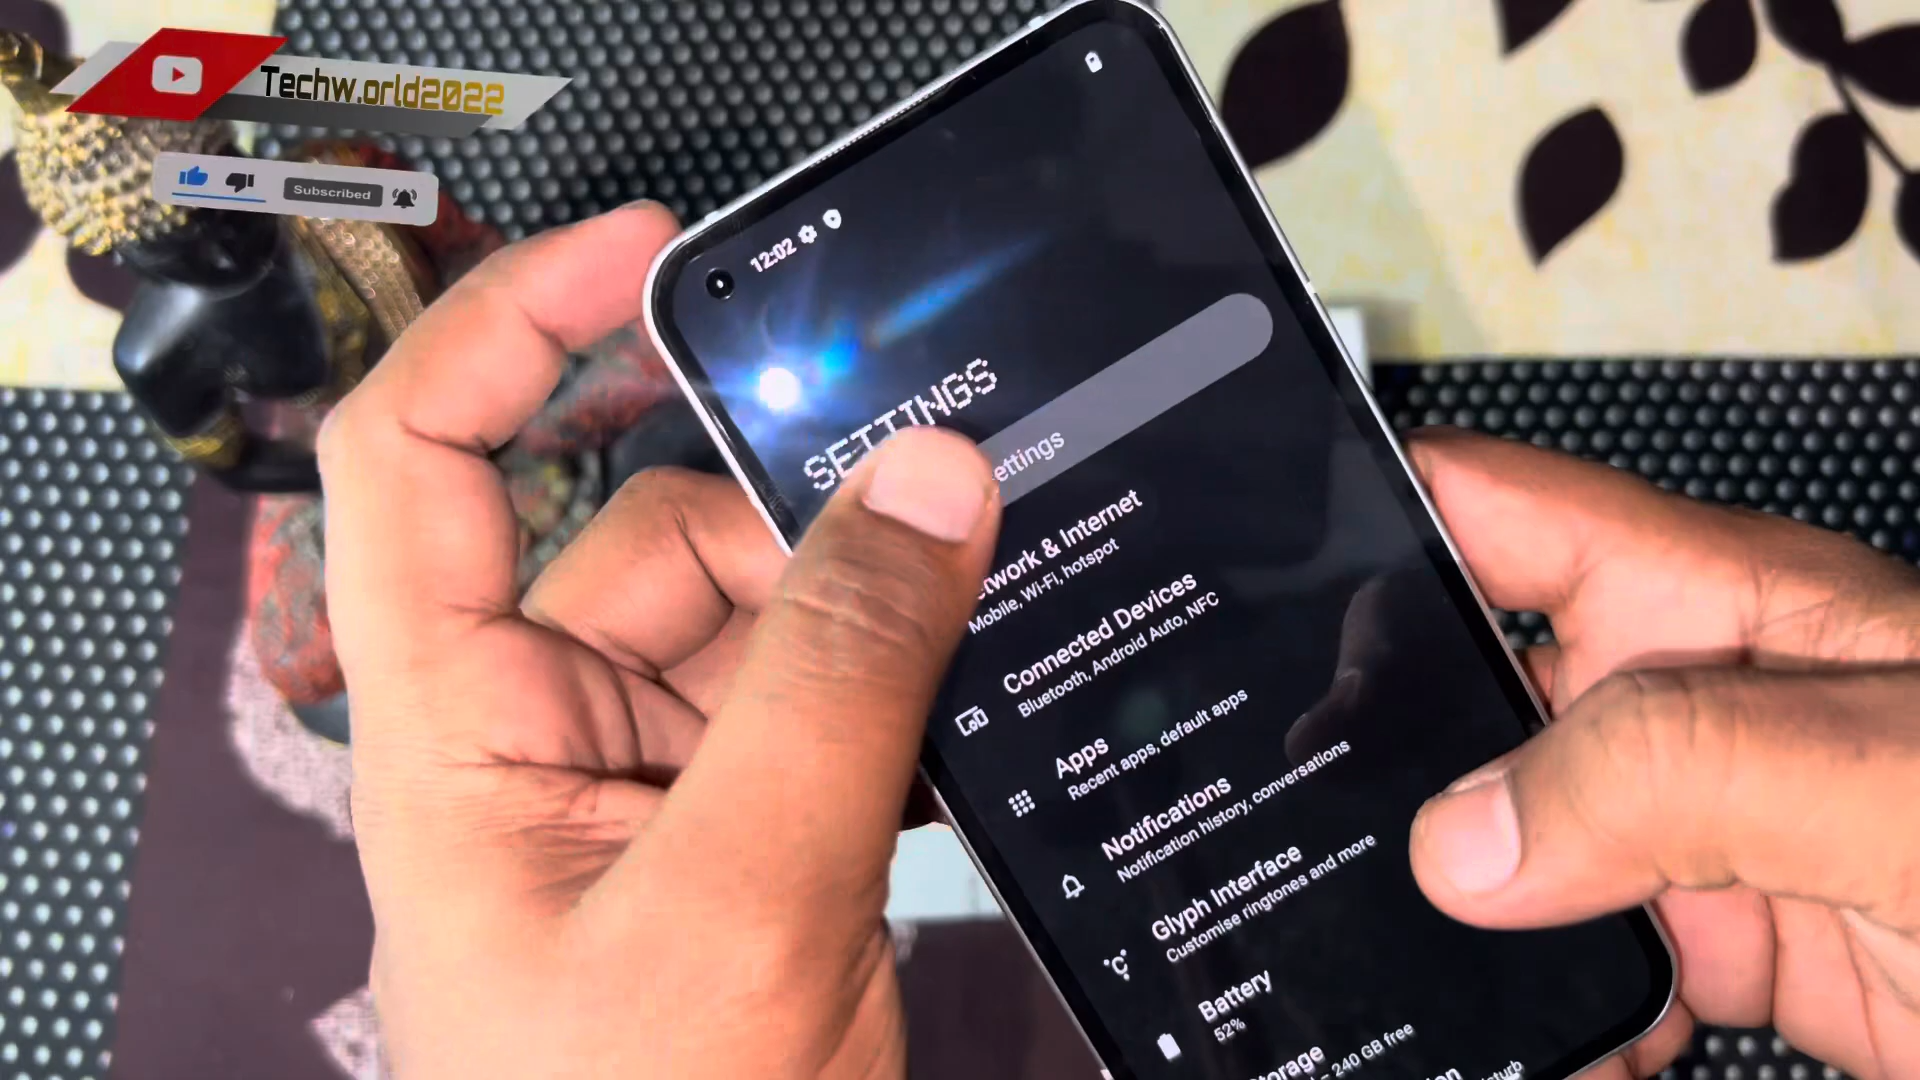 Techw.orld2022
Subscribed
12:02
SETTINGS
ettings
twork & Internet
Mobile, Wi-Fi, hotspot
Connected Devices
Bluetooth, Android Auto, NFC
Apps
Recent apps, default apps
Notifications
Notification history, conversations
Glyph Interface
Customise ringtones and more
Battery
52%
torage
– 240 GB free